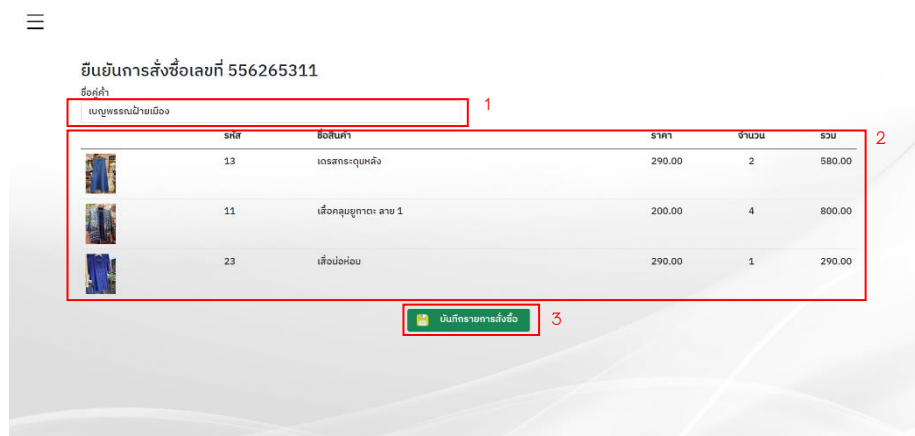 ยืนยันการสั่งซื้อเลขที่ 556265311
ชื่อคู่ค้า
เบญพรรณฝ้ายเมือง 1
รหัส ชื่อสินค้า ราคา จำนวน รวม 2
13 เดรสกระดุมหลัง 290.00 2 580.00
11 เสื้อคลุมยูกาตะ ลาย 1 200.00 4 800.00
23 เสื้อม่อห่อม 290.00 1 290.00
บันทึกรายการสั่งซื้อ 3